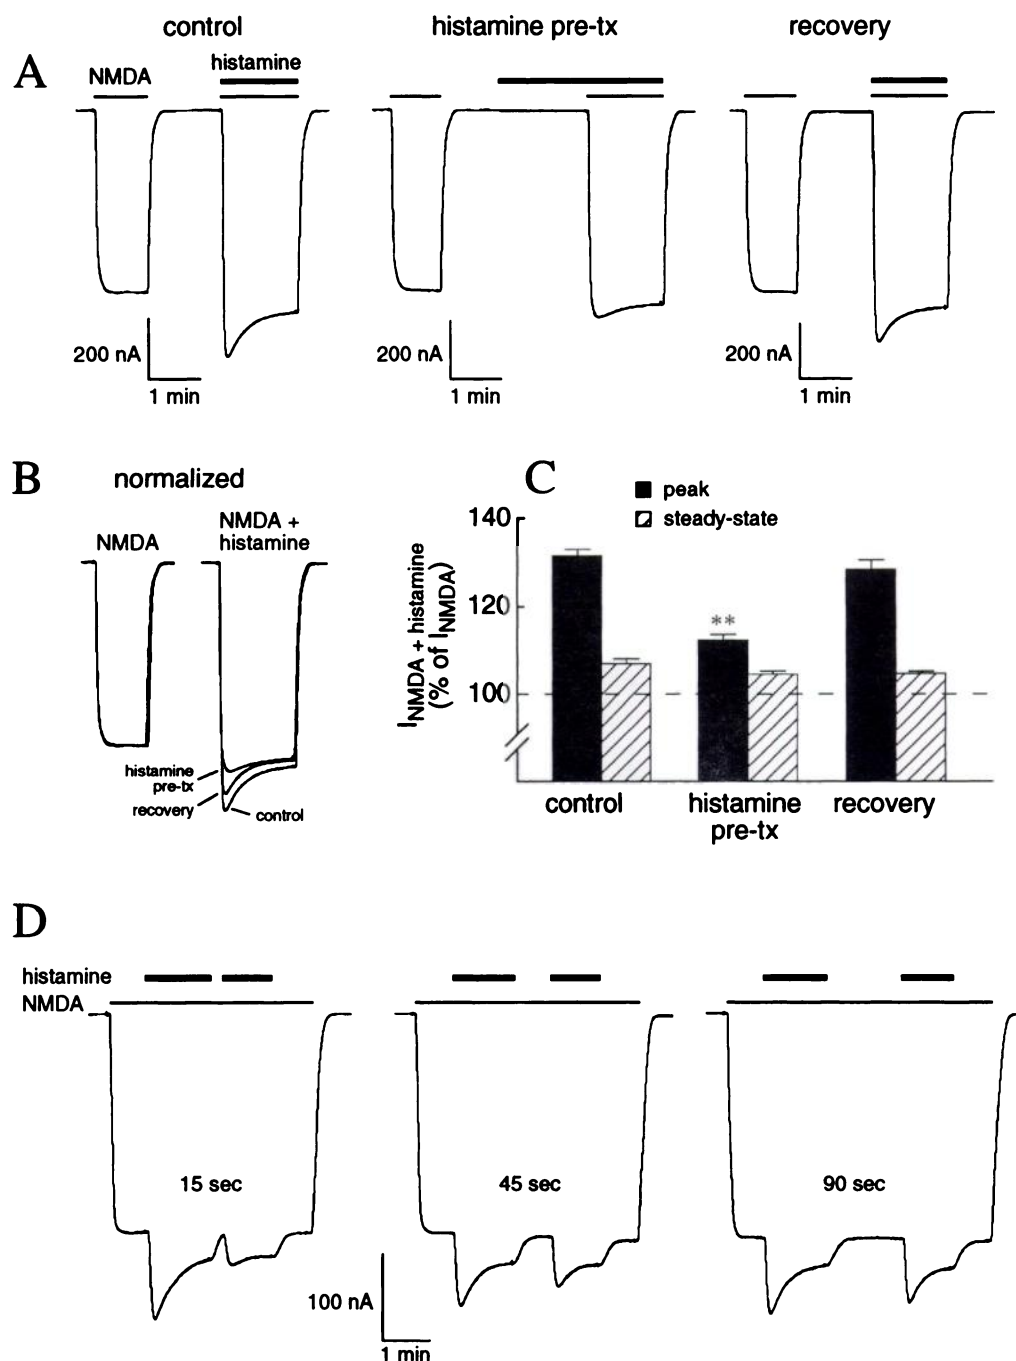 control
histamine pre-tx
recovery
A
NMDA
histamine
200 nA
1 min
200 nA
1 min
200 nA
1 min
B
normalized
NMDA
NMDA +
histamine
histamine
pre-tx
recovery
control
C
peak
steady-state
I NMDA + histamine
(% of I NMDA)
140
120
100
**
control
histamine
pre-tx
recovery
D
histamine
NMDA
15 sec
45 sec
90 sec
100 nA
1 min